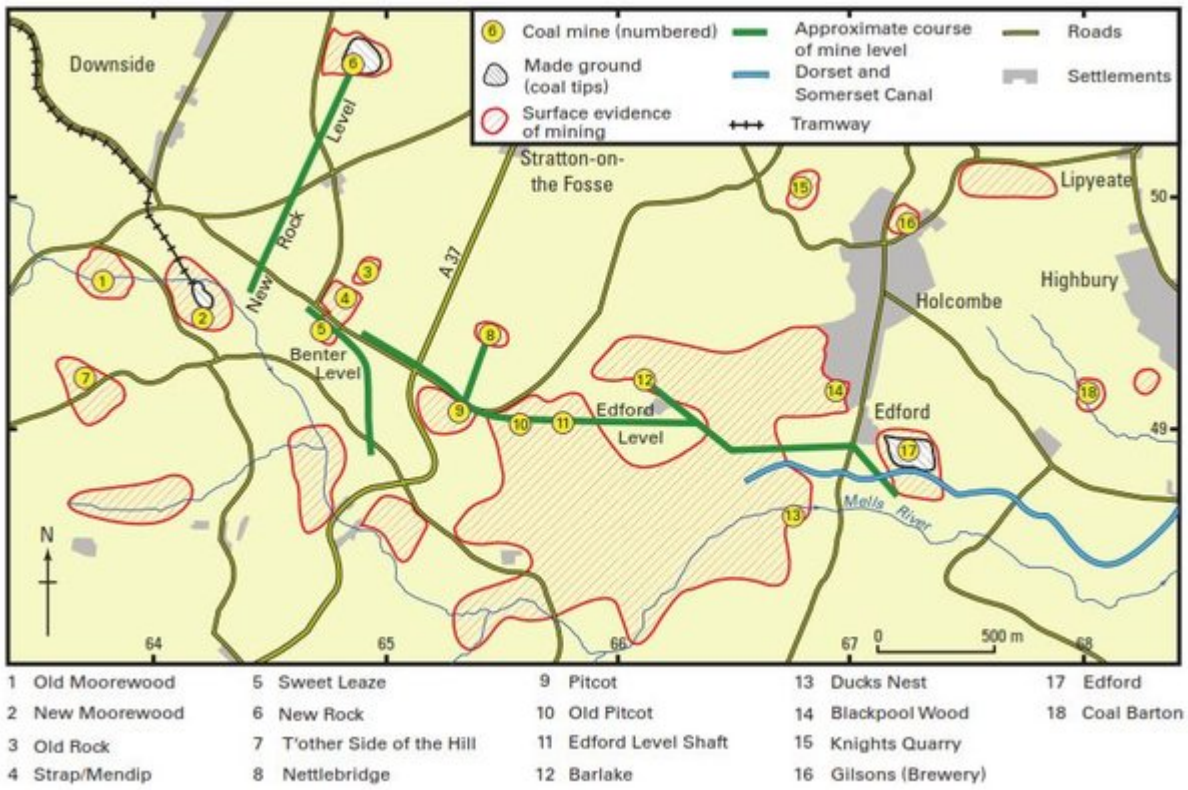 6 Coal mine (numbered)
Made ground
(coal tips)
Surface evidence
of mining
Approximate course
of mine level
Dorset and
Somerset Canal
Tramway
Roads
Settlements
Downside
6
New Rock Level
Stratton-on-
the Fosse
15
Lipyeate
50
16
A 37
Highbury
1
3
4
2
Holcombe
5
8
Benter
Level
7
12
18
14
9
Edford
Level
10
11
Edford
49
17
Mells River
13
N
64
65
66
67
68
0
500 m
1 Old Moorewood
2 New Moorewood
3 Old Rock
4 Strap/Mendip
5 Sweet Leaze
6 New Rock
7 T'other Side of the Hill
8 Nettlebridge
9 Pitcot
10 Old Pitcot
11 Edford Level Shaft
12 Barlake
13 Ducks Nest
14 Blackpool Wood
15 Knights Quarry
16 Gilsons (Brewery)
17 Edford
18 Coal Barton